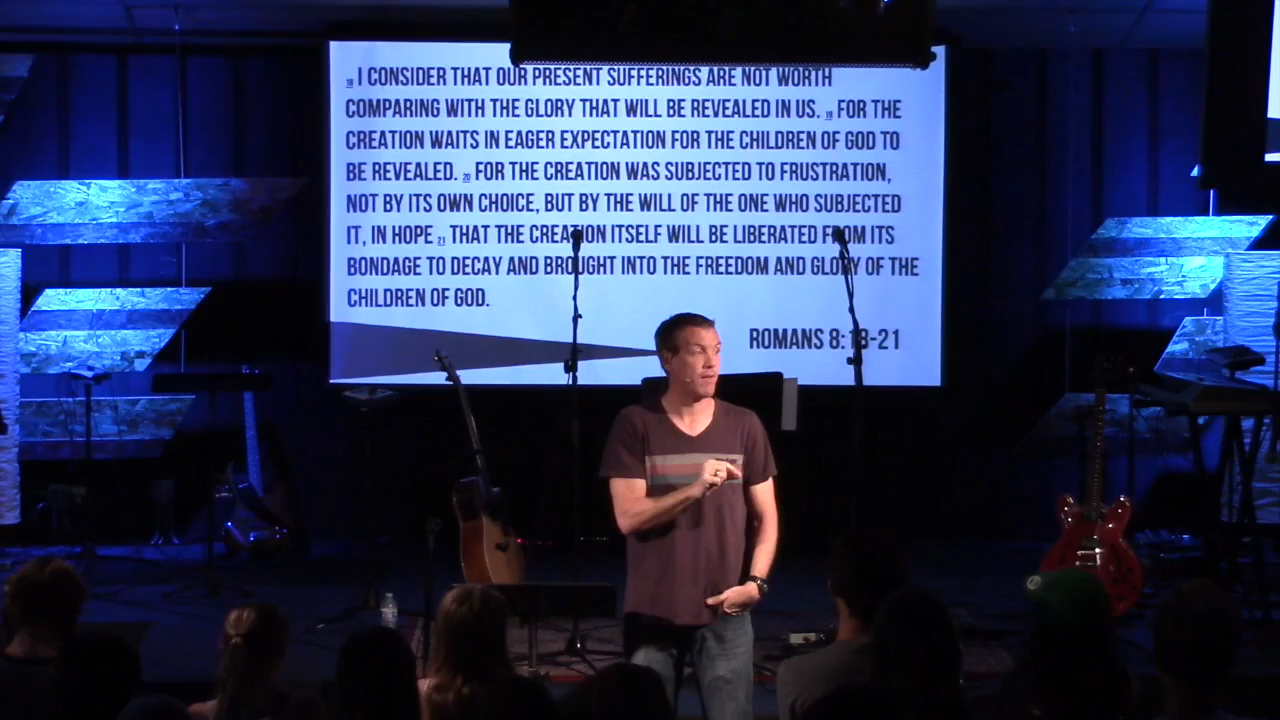 18 I CONSIDER THAT OUR PRESENT SUFFERINGS ARE NOT WORTH
COMPARING WITH THE GLORY THAT WILL BE REVEALED IN US. 19 FOR THE
CREATION WAITS IN EAGER EXPECTATION FOR THE CHILDREN OF GOD TO
BE REVEALED. 20 FOR THE CREATION WAS SUBJECTED TO FRUSTRATION,
NOT BY ITS OWN CHOICE, BUT BY THE WILL OF THE ONE WHO SUBJECTED
IT, IN HOPE 21 THAT THE CREATION ITSELF WILL BE LIBERATED FROM ITS
BONDAGE TO DECAY AND BROUGHT INTO THE FREEDOM AND GLORY OF THE
CHILDREN OF GOD.
ROMANS 8:18-21